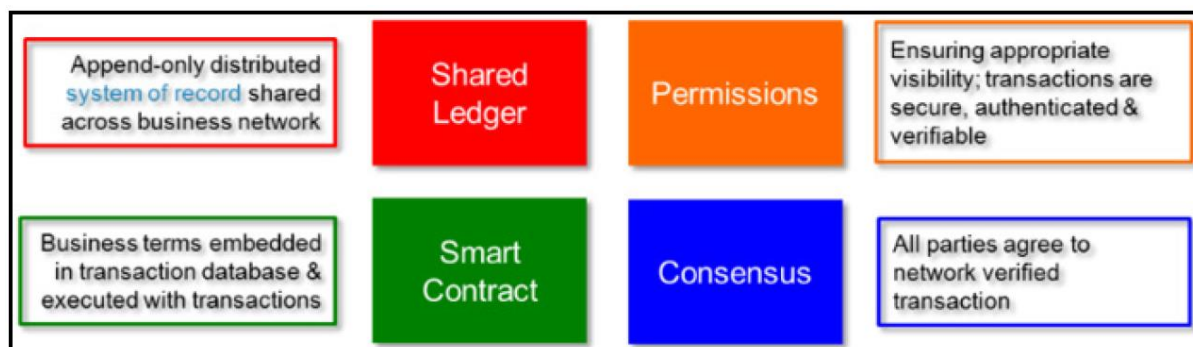 Append-only distributed
system of record shared
across business network
Shared
Ledger
Permissions
Ensuring appropriate
visibility; transactions are
secure, authenticated &
verifiable
Business terms embedded
in transaction database &
executed with transactions
Smart
Contract
Consensus
All parties agree to
network verified
transaction